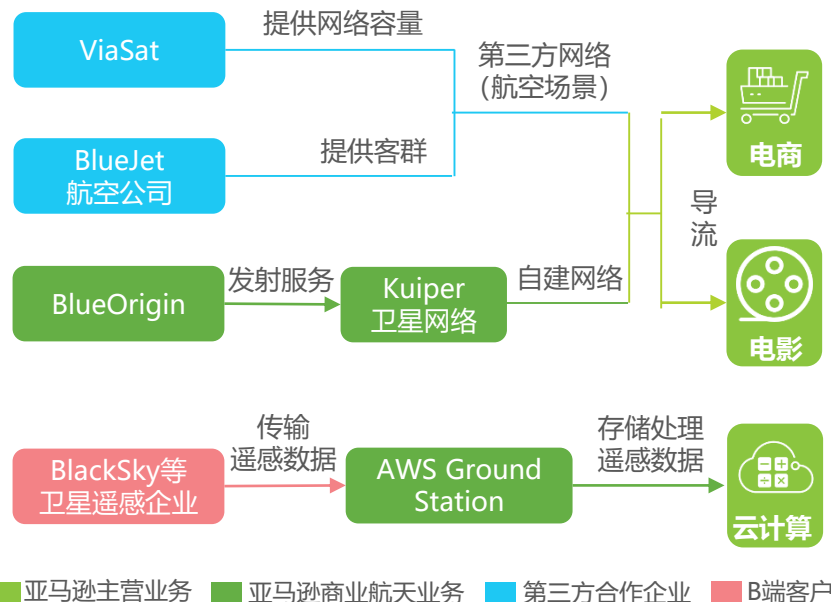 ViaSat
提供网络容量
第三方网络
（航空场景）
BlueJet
航空公司
提供客群
电商
导
流
BlueOrigin
发射服务
Kuiper
卫星网络
自建网络
电影
BlackSky等
卫星遥感企业
传输
遥感数据
AWS Ground
Station
存储处理
遥感数据
云计算
亚马逊主营业务
亚马逊商业航天业务
第三方合作企业
B端客户